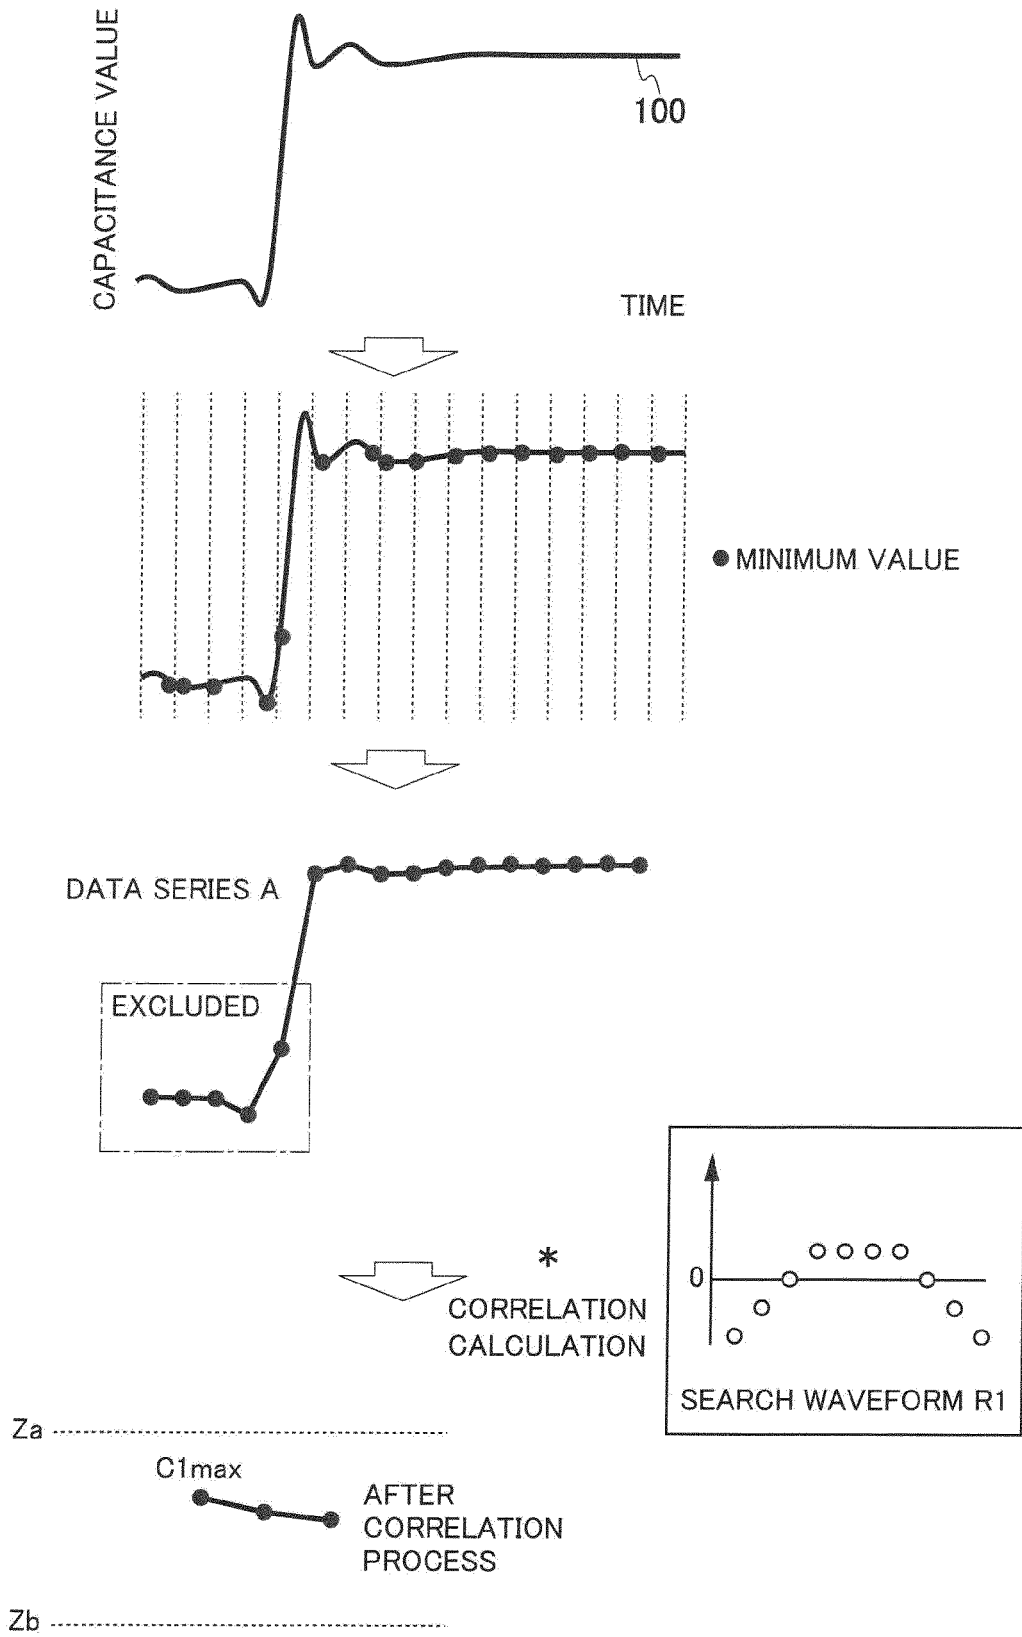 CAPACITANCE VALUE
100
TIME
MINIMUM VALUE
DATA SERIES A
EXCLUDED
*
CORRELATION
CALCULATION
0
SEARCH WAVEFORM R1
Za
C1max
AFTER
CORRELATION
PROCESS
Zb